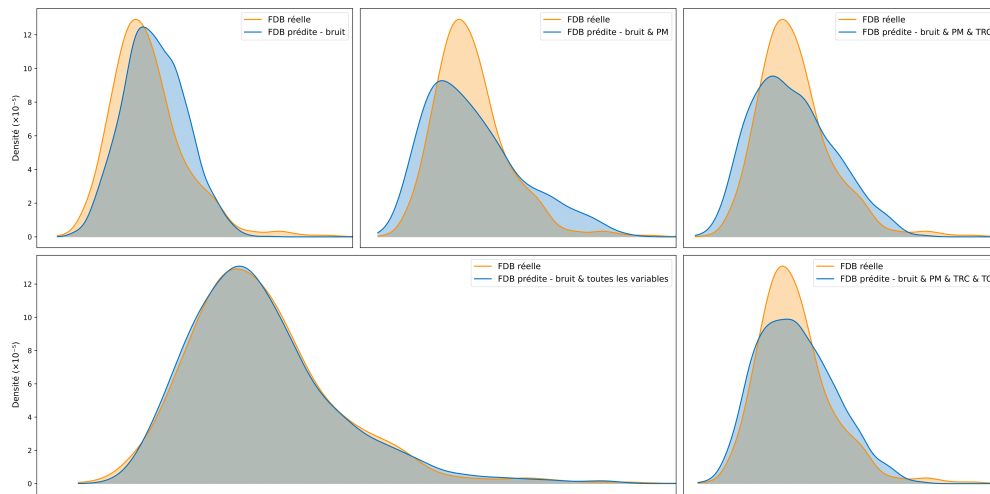 FDB réelle
FDB prédite - bruit
FDB réelle
FDB prédite - bruit & PM
FDB réelle
FDB prédite - bruit & PM & TRC
Densité (×10⁻⁵)
12
10
8
6
4
2
0
FDB réelle
FDB prédite - bruit & toutes les variables
FDB réelle
FDB prédite - bruit & PM & TRC &
Densité (×10⁻⁵)
12
10
8
6
4
2
0